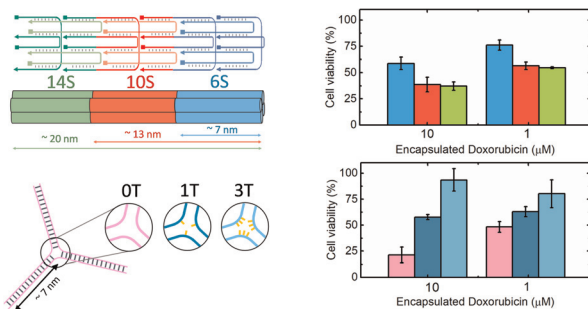 14S 10S 6S
~ 20 nm
~ 13 nm
~ 7 nm
0T 1T 3T
~ 7 nm
Cell viability (%)
100
75
50
25
0
10 1
Encapsulated Doxorubicin (μM)
Cell viability (%)
100
75
50
25
0
10 1
Encapsulated Doxorubicin (μM)